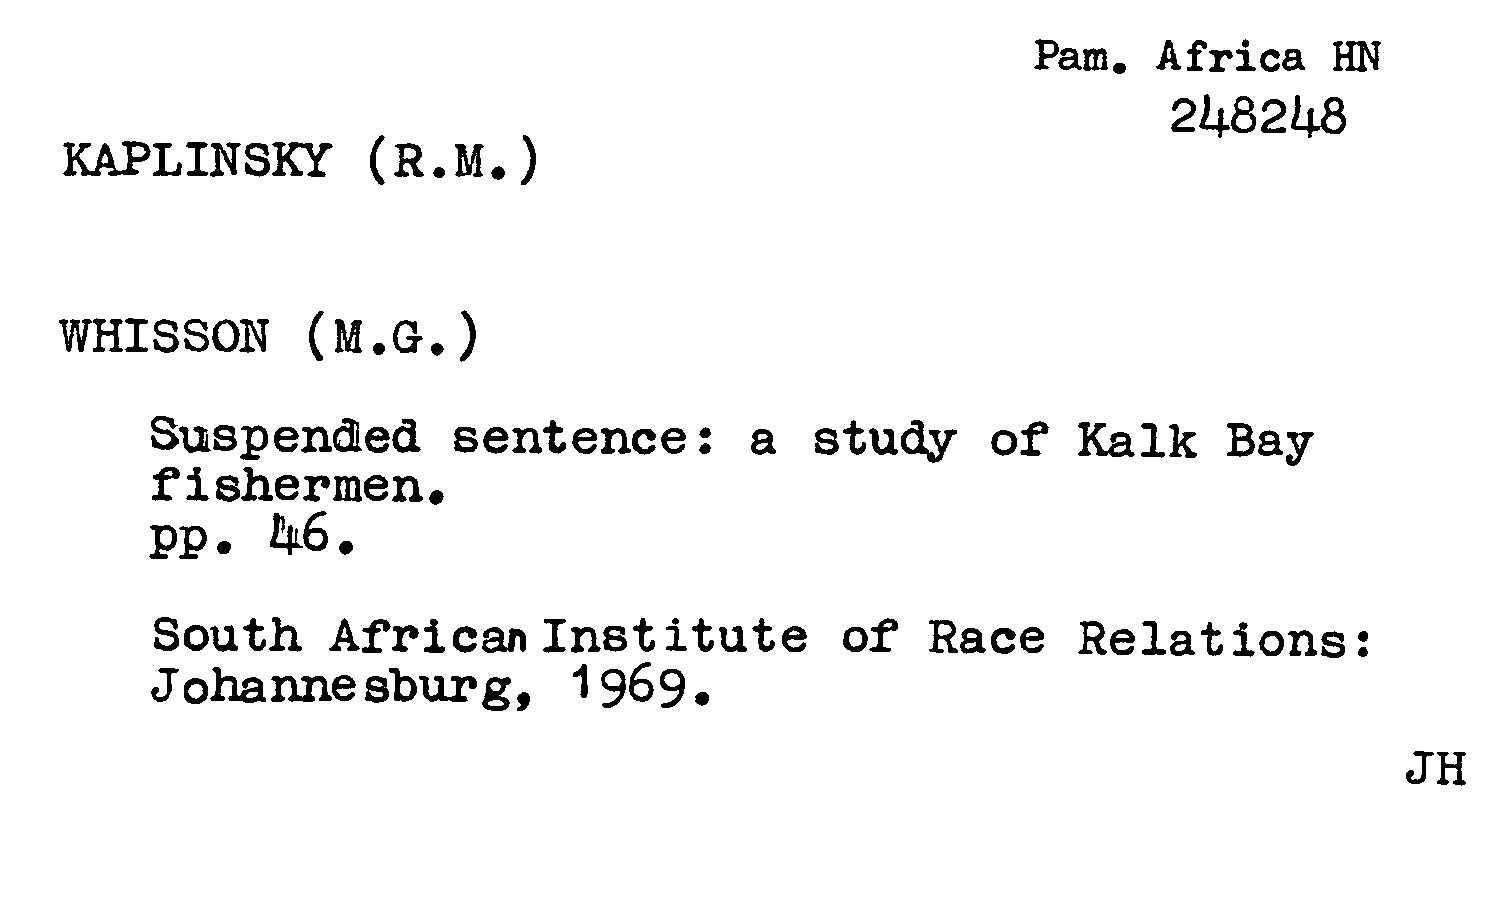 Pam. Africa HN
248248
KAPLINSKY (R.M.)
WHISSON (M.G.)
Suspended sentence: a study of Kalk Bay
fishermen.
pp. 46.
South African Institute of Race Relations:
Johannesburg, 1969.
JH